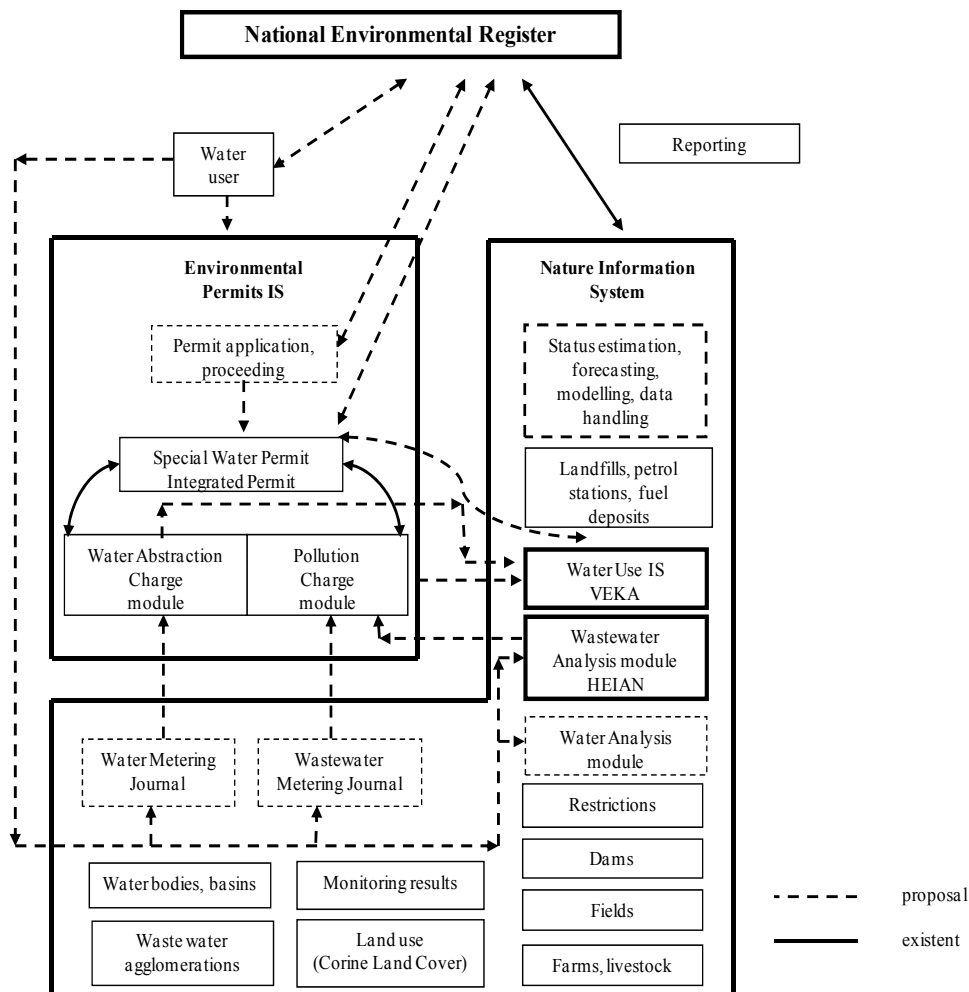 National Environmental Register
Water
user
Reporting
Environmental
Permits IS
Permit application,
proceeding
Special Water Permit
Integrated Permit
Water Abstraction
Charge
module
Pollution
Charge
module
Nature Information
System
Status estimation,
forecasting,
modelling, data
handling
Landfills, petrol
stations, fuel
deposits
Water Use IS
VEKA
Wastewater
Analysis module
HEIAN
Water Analysis
module
Restrictions
Dams
Fields
Farms, livestock
Water Metering
Journal
Wastewater
Metering Journal
Water bodies, basins
Monitoring results
Waste water
agglomerations
Land use
(Corine Land Cover)
proposal
existent